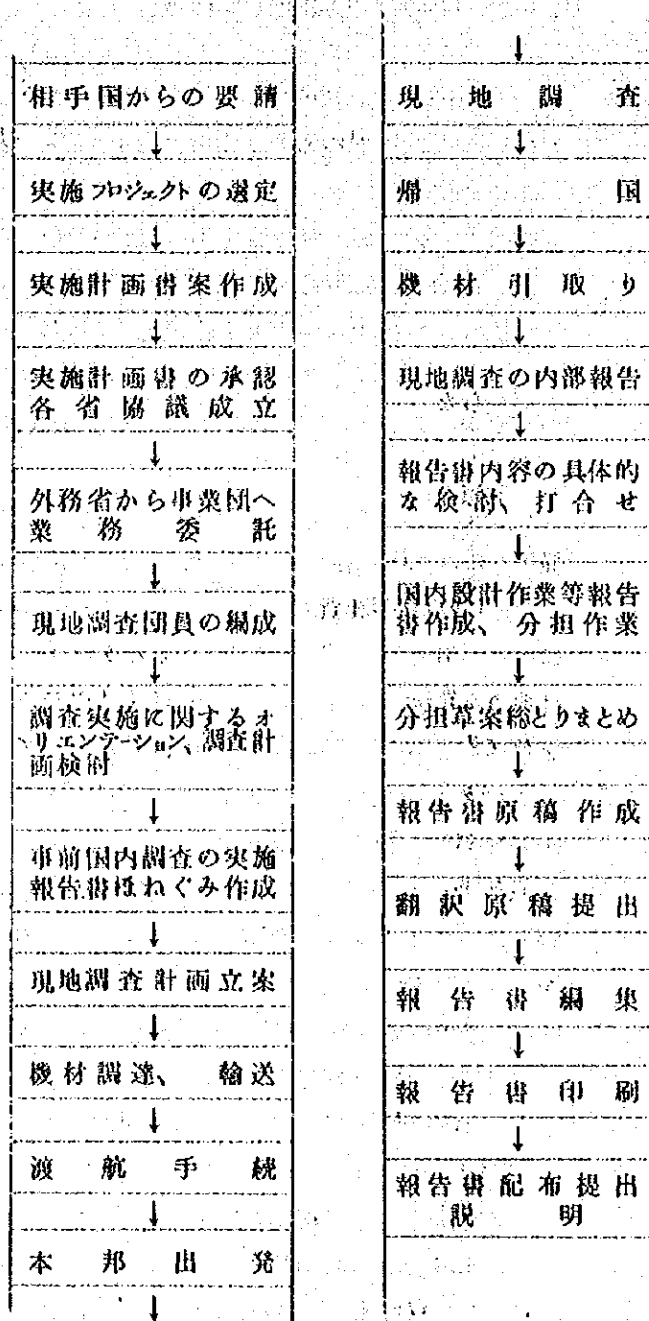 相手国からの要請
↓
実施プロジェクトの選定
↓
実施計画書案作成
↓
実施計画書の承認
各省協議成立
↓
外務省から事業団へ
業務委託
↓
現地調査団員の編成
↓
調査実施に関するオ
リエンテーション、調査計
画検討
↓
事前国内調査の実施
報告書ほねぐみ作成
↓
現地調査計画立案
↓
機材調達、輸送
↓
渡航手続
↓
本邦出発
↓
↓
現地調査
↓
帰国
↓
機材引取り
↓
現地調査の内部報告
↓
報告書内容の具体的
な検討、打合せ
↓
国内設計作業等報告
書作成、分担作業
↓
分担草案総とりまとめ
↓
報告書原稿作成
↓
翻訳原稿提出
↓
報告書編集
↓
報告書印刷
↓
報告書配布提出
説明